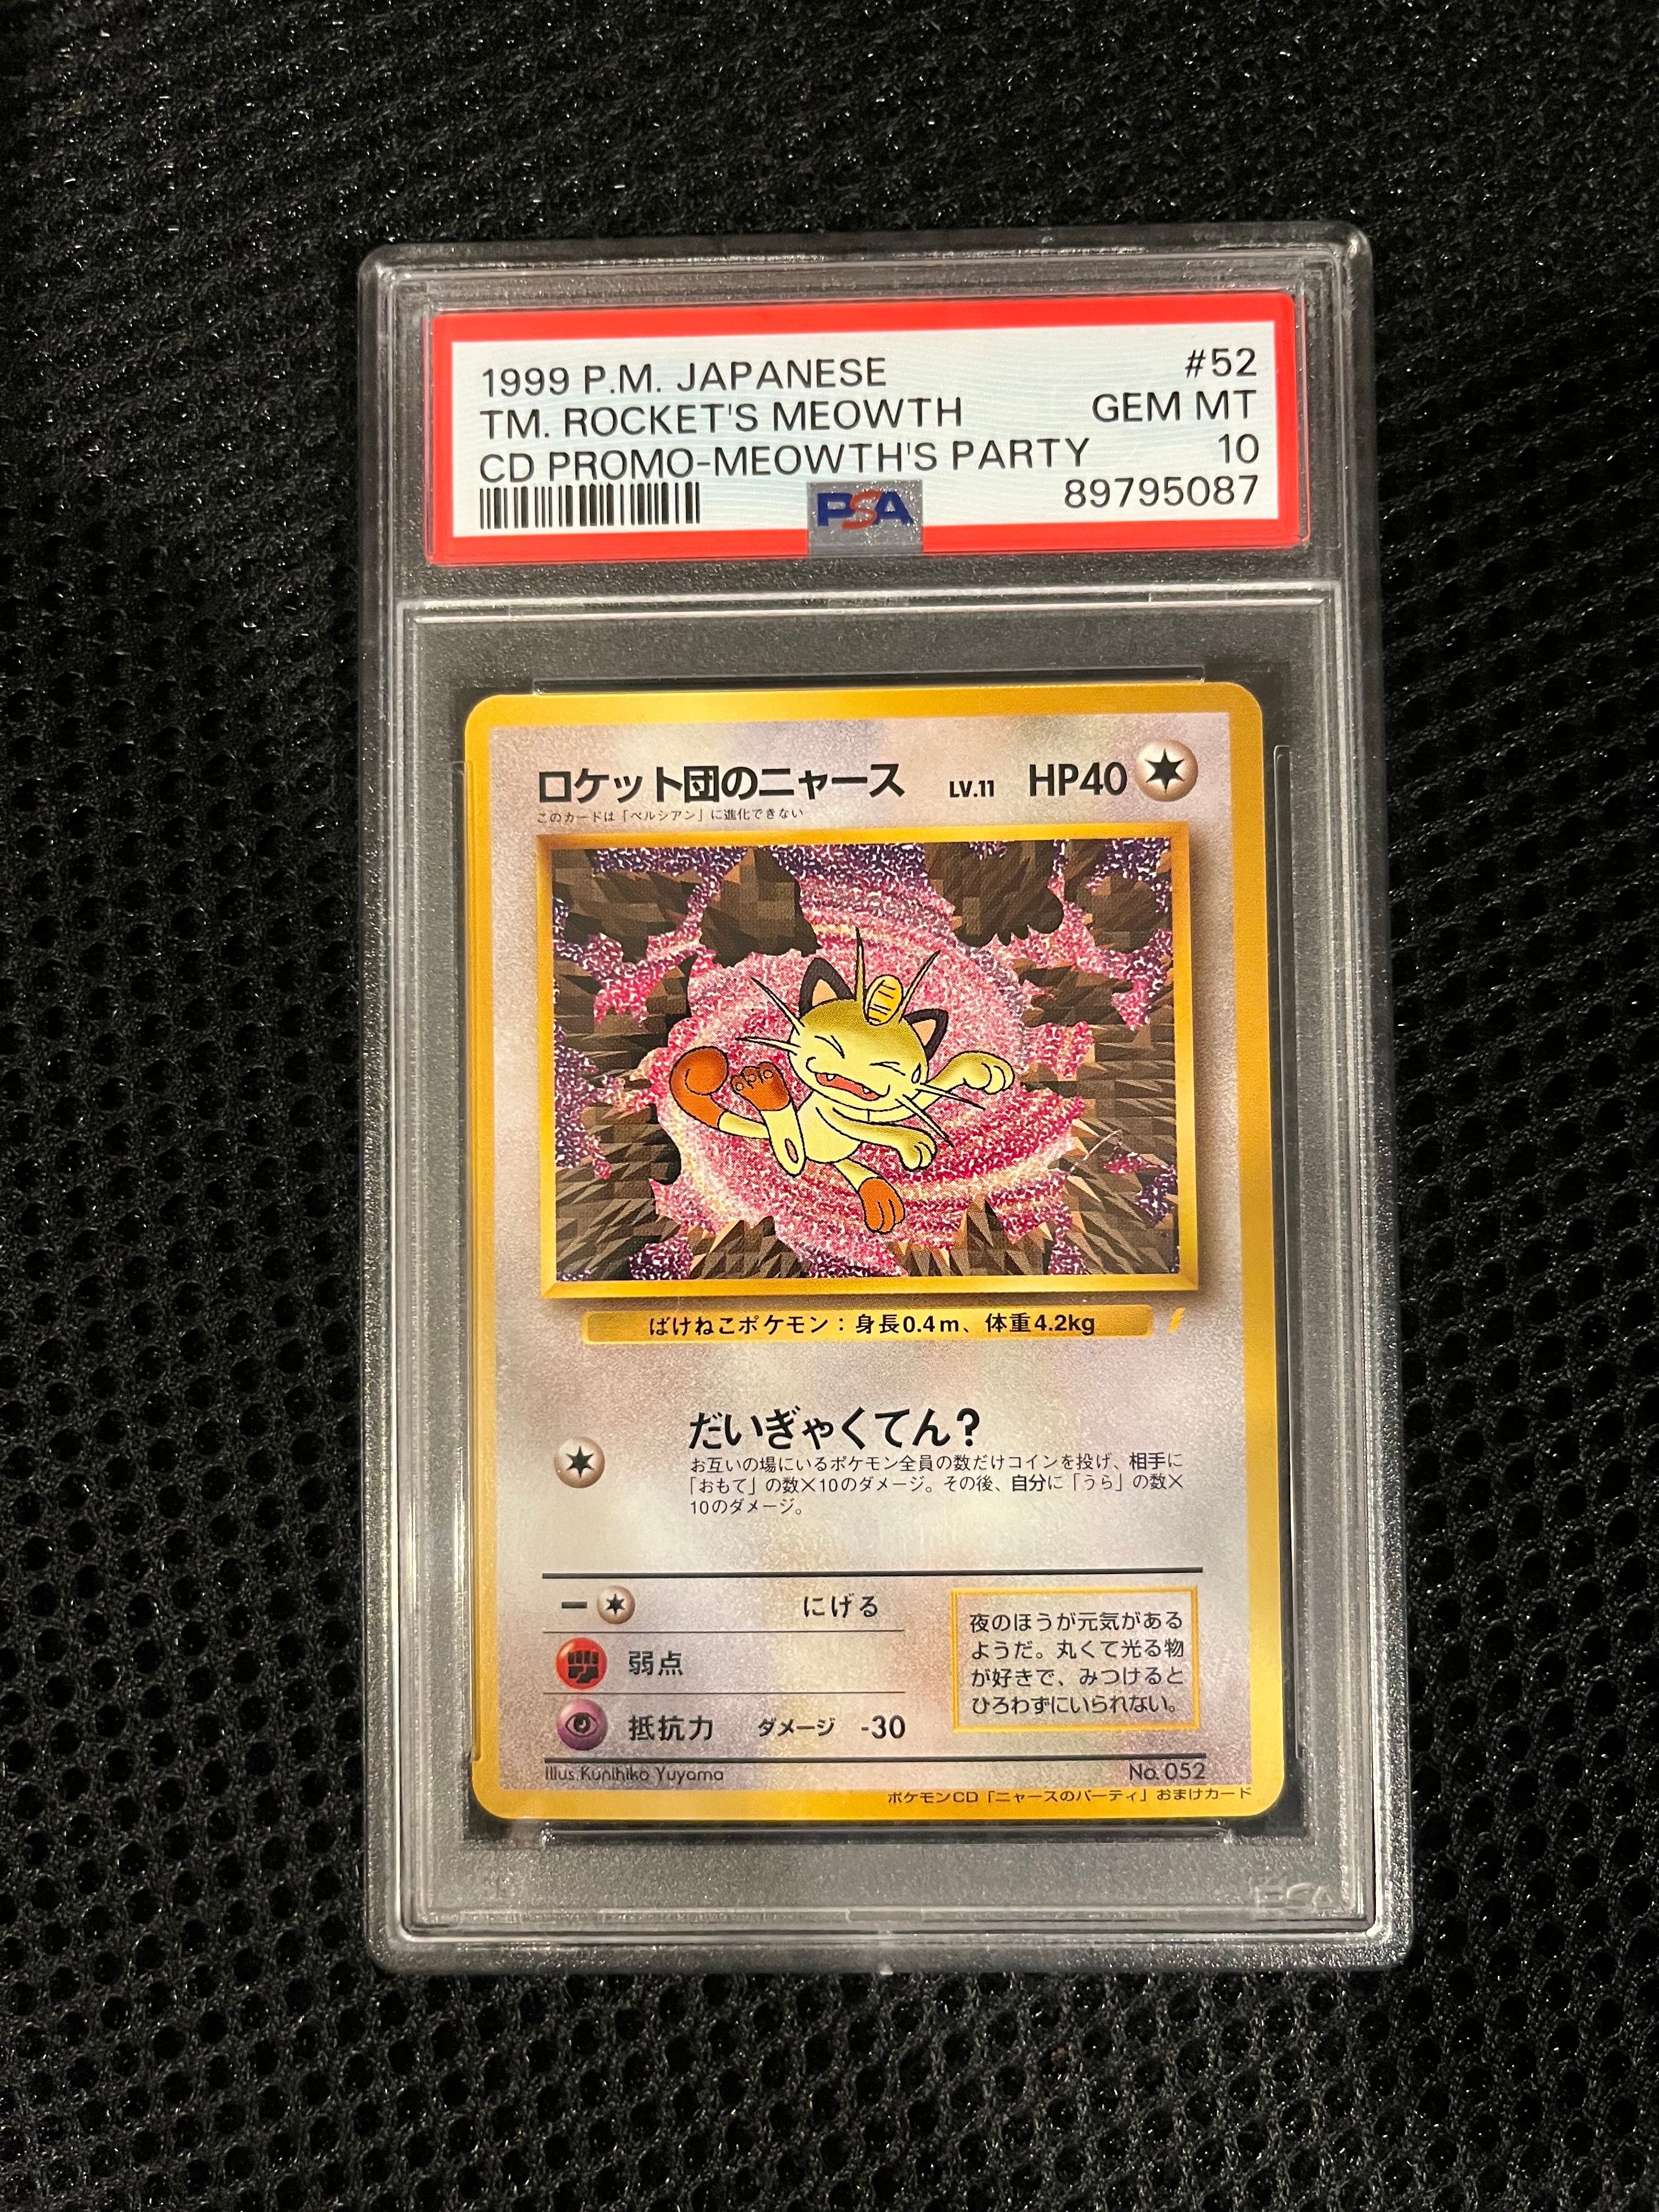 1999 P.M. JAPANESE #52
TM. ROCKET'S MEOWTH GEM MT
CD PROMO-MEOWTH'S PARTY 10
PSA 89795087
ロケット団のニャース LV.11 HP40
このカードは「ペルシアン」に進化できない
ばけねこポケモン：身長0.4m、体重4.2kg
だいぎゃくてん？
お互いの場にいるポケモン全員の数だけコインを投げ、相手に
「おもて」の数×10のダメージ。その後、自分に「うら」の数×
10のダメージ。
ー にげる
弱点
抵抗力 ダメージ -30
夜のほうが元気がある
ようだ。丸くて光る物
が好きで、みつけると
ひろわずにいられない。
Illus.Kunihiko Yuyama No.052
ポケモンCD「ニャースのパーティ」おまけカード
PSA